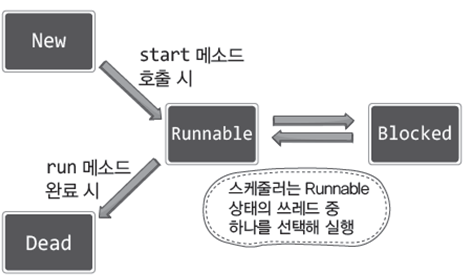 New
start 메소드
호출 시
Runnable
Blocked
run 메소드
완료 시
스케줄러는 Runnable
상태의 쓰레드 중
하나를 선택해 실행
Dead